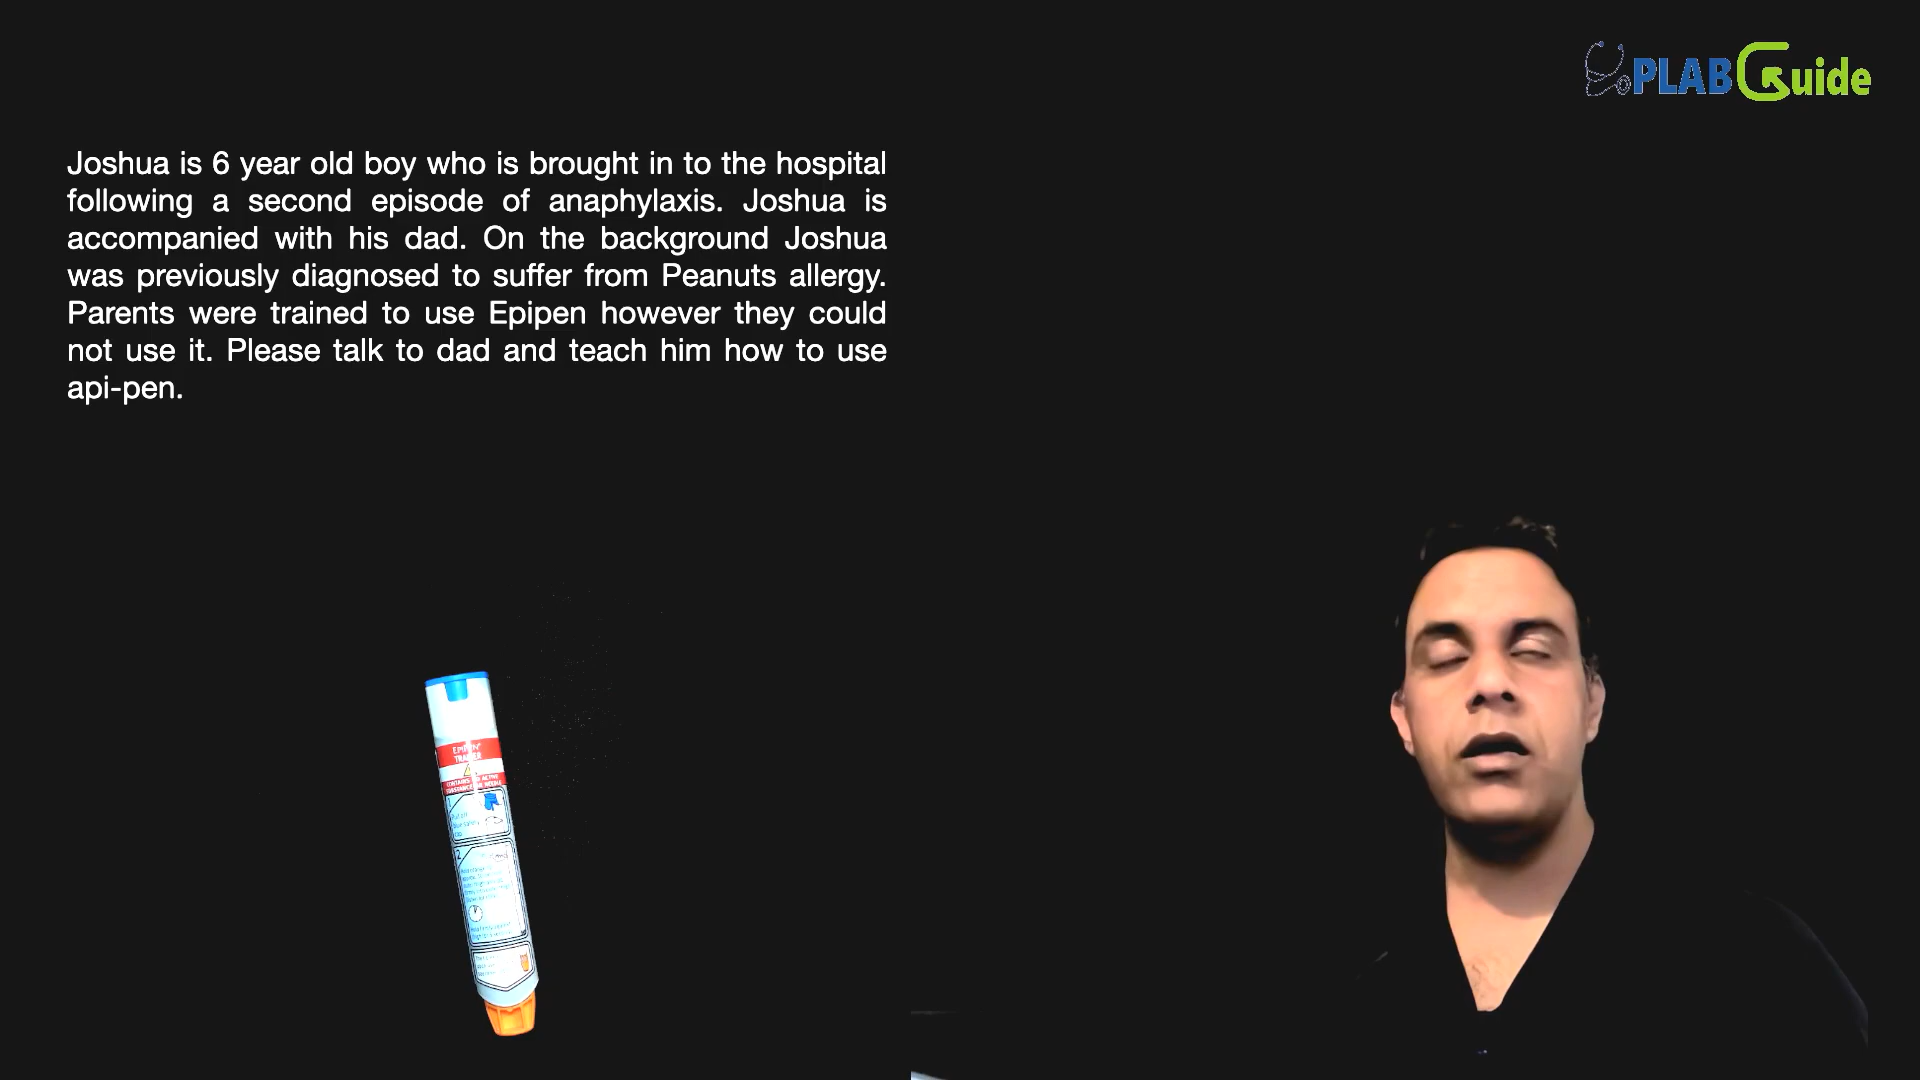 PLAB Guide
Joshua is 6 year old boy who is brought in to the hospital
following a second episode of anaphylaxis. Joshua is
accompanied with his dad. On the background Joshua
was previously diagnosed to suffer from Peanuts allergy.
Parents were trained to use Epipen however they could
not use it. Please talk to dad and teach him how to use
api-pen.
1
2